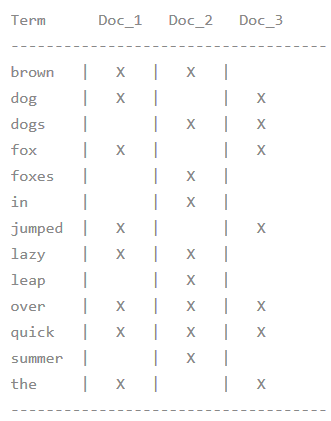 Term      Doc_1   Doc_2   Doc_3
------------------------------------
brown   |   X   |   X   |
dog     |   X   |       |   X
dogs    |       |   X   |   X
fox     |   X   |       |   X
foxes   |       |   X   |
in      |       |   X   |
jumped  |   X   |       |   X
lazy    |   X   |   X   |
leap    |       |   X   |
over    |   X   |   X   |   X
quick   |   X   |   X   |   X
summer  |       |   X   |
the     |   X   |       |   X
------------------------------------